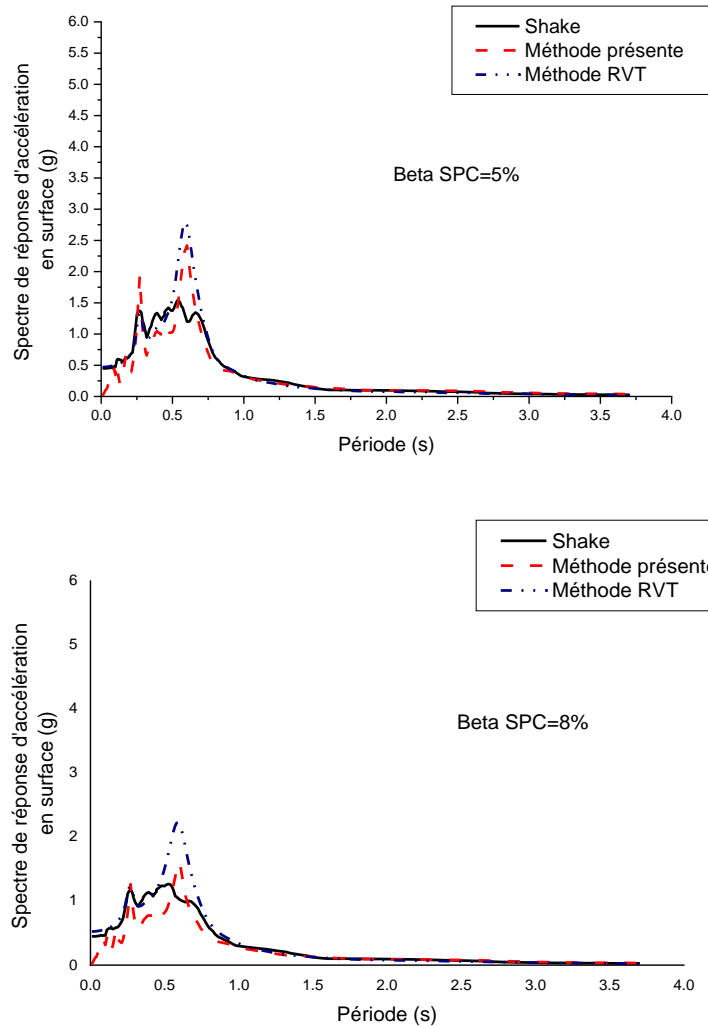 Shake
Méthode présente
Méthode RVT
Beta SPC=5%
Spectre de réponse d'accélération
en surface (g)
6.0
5.5
5.0
4.5
4.0
3.5
3.0
2.5
2.0
1.5
1.0
0.5
0.0
0.0 0.5 1.0 1.5 2.0 2.5 3.0 3.5 4.0
Période (s)
Shake
Méthode présente
Méthode RVT
Beta SPC=8%
Spectre de réponse d'accélération
en surface (g)
6
5
4
3
2
1
0
0.0 0.5 1.0 1.5 2.0 2.5 3.0 3.5 4.0
Période (s)